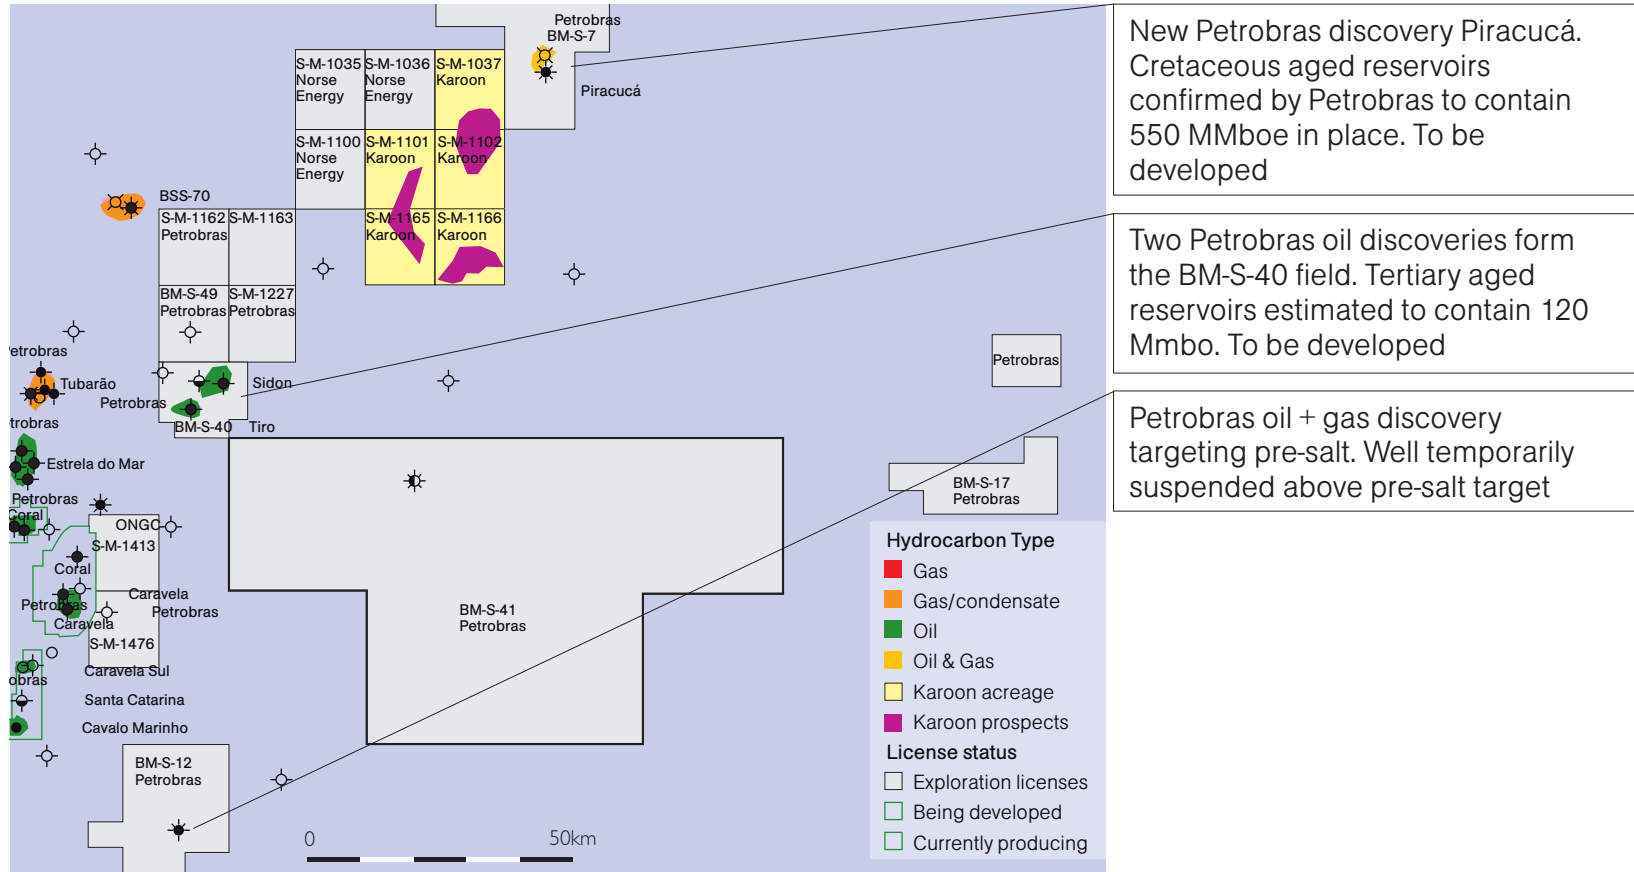 Petrobras
BM-S-7
S-M-1035
Norse
Energy
S-M-1036
Norse
Energy
S-M-1037
Karoon
Piracucá
S-M-1100
Norse
Energy
S-M-1101
Karoon
S-M-1102
Karoon
BSS-70
S-M-1162
Petrobras
S-M-1163
S-M-1165
Karoon
S-M-1166
Karoon
BM-S-49
Petrobras
S-M-1227
Petrobras
Petrobras
etrobras
Tubarão
Sidon
Petrobras
BM-S-40
Tiro
trobras
Estrela do Mar
BM-S-17
Petrobras
Petrobras
Coral
ONGC
S-M-1413
Coral
Caravela
Petrobras
Petrobras
Caravela
S-M-1476
BM-S-41
Petrobras
Caravela Sul
obras
Santa Catarina
Cavalo Marinho
BM-S-12
Petrobras
0
50km
Hydrocarbon Type
Gas
Gas/condensate
Oil
Oil & Gas
Karoon acreage
Karoon prospects
License status
Exploration licenses
Being developed
Currently producing
New Petrobras discovery Piracucá.
Cretaceous aged reservoirs
confirmed by Petrobras to contain
550 MMboe in place. To be
developed
Two Petrobras oil discoveries form
the BM-S-40 field. Tertiary aged
reservoirs estimated to contain 120
Mmbo. To be developed
Petrobras oil + gas discovery
targeting pre-salt. Well temporarily
suspended above pre-salt target